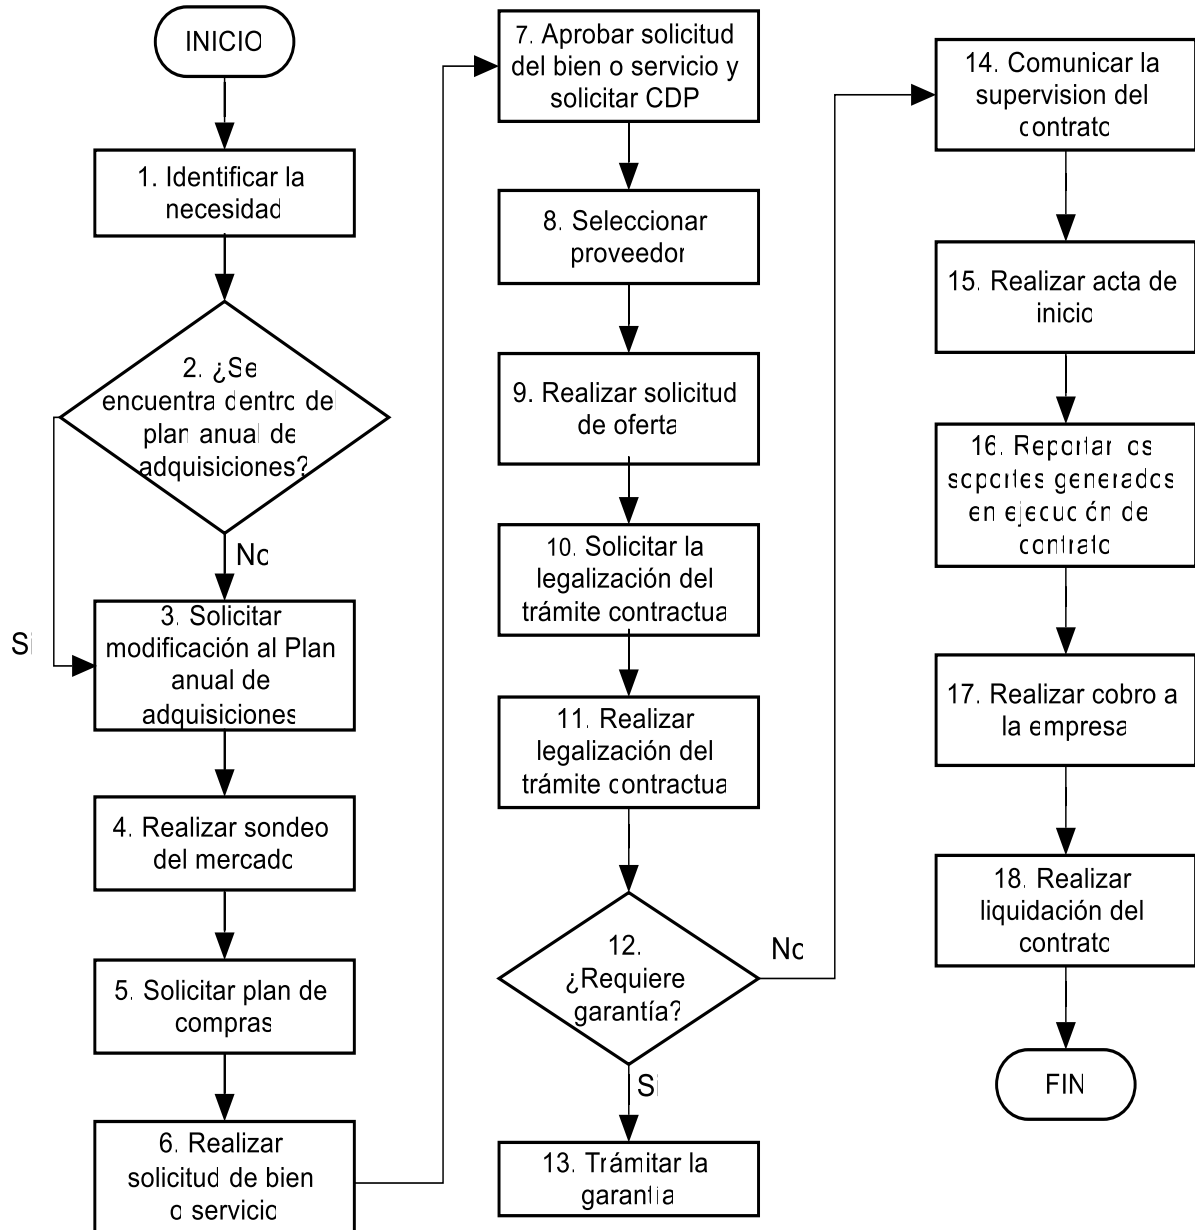 INICIO
1. Identificar la
necesidad
2. ¿Se
encuentra dentro del
plan anual de
adquisiciones?
No
Si
3. Solicitar
modificación al Plan
anual de
adquisiciones
4. Realizar sondeo
del mercado
5. Solicitar plan de
compras
6. Realizar
solicitud de bien
o servicio
7. Aprobar solicitud
del bien o servicio y
solicitar CDP
8. Seleccionar
proveedor
9. Realizar solicitud
de oferta
10. Solicitar la
legalización del
trámite contractual
11. Realizar
legalización del
trámite contractual
12.
¿Requiere
garantía?
No
Si
13. Trámitar la
garantía
14. Comunicar la
supervision del
contrato
15. Realizar acta de
inicio
16. Reportar los
soportes generados
en ejecución del
contrato
17. Realizar cobro a
la empresa
18. Realizar
liquidación del
contrato
FIN